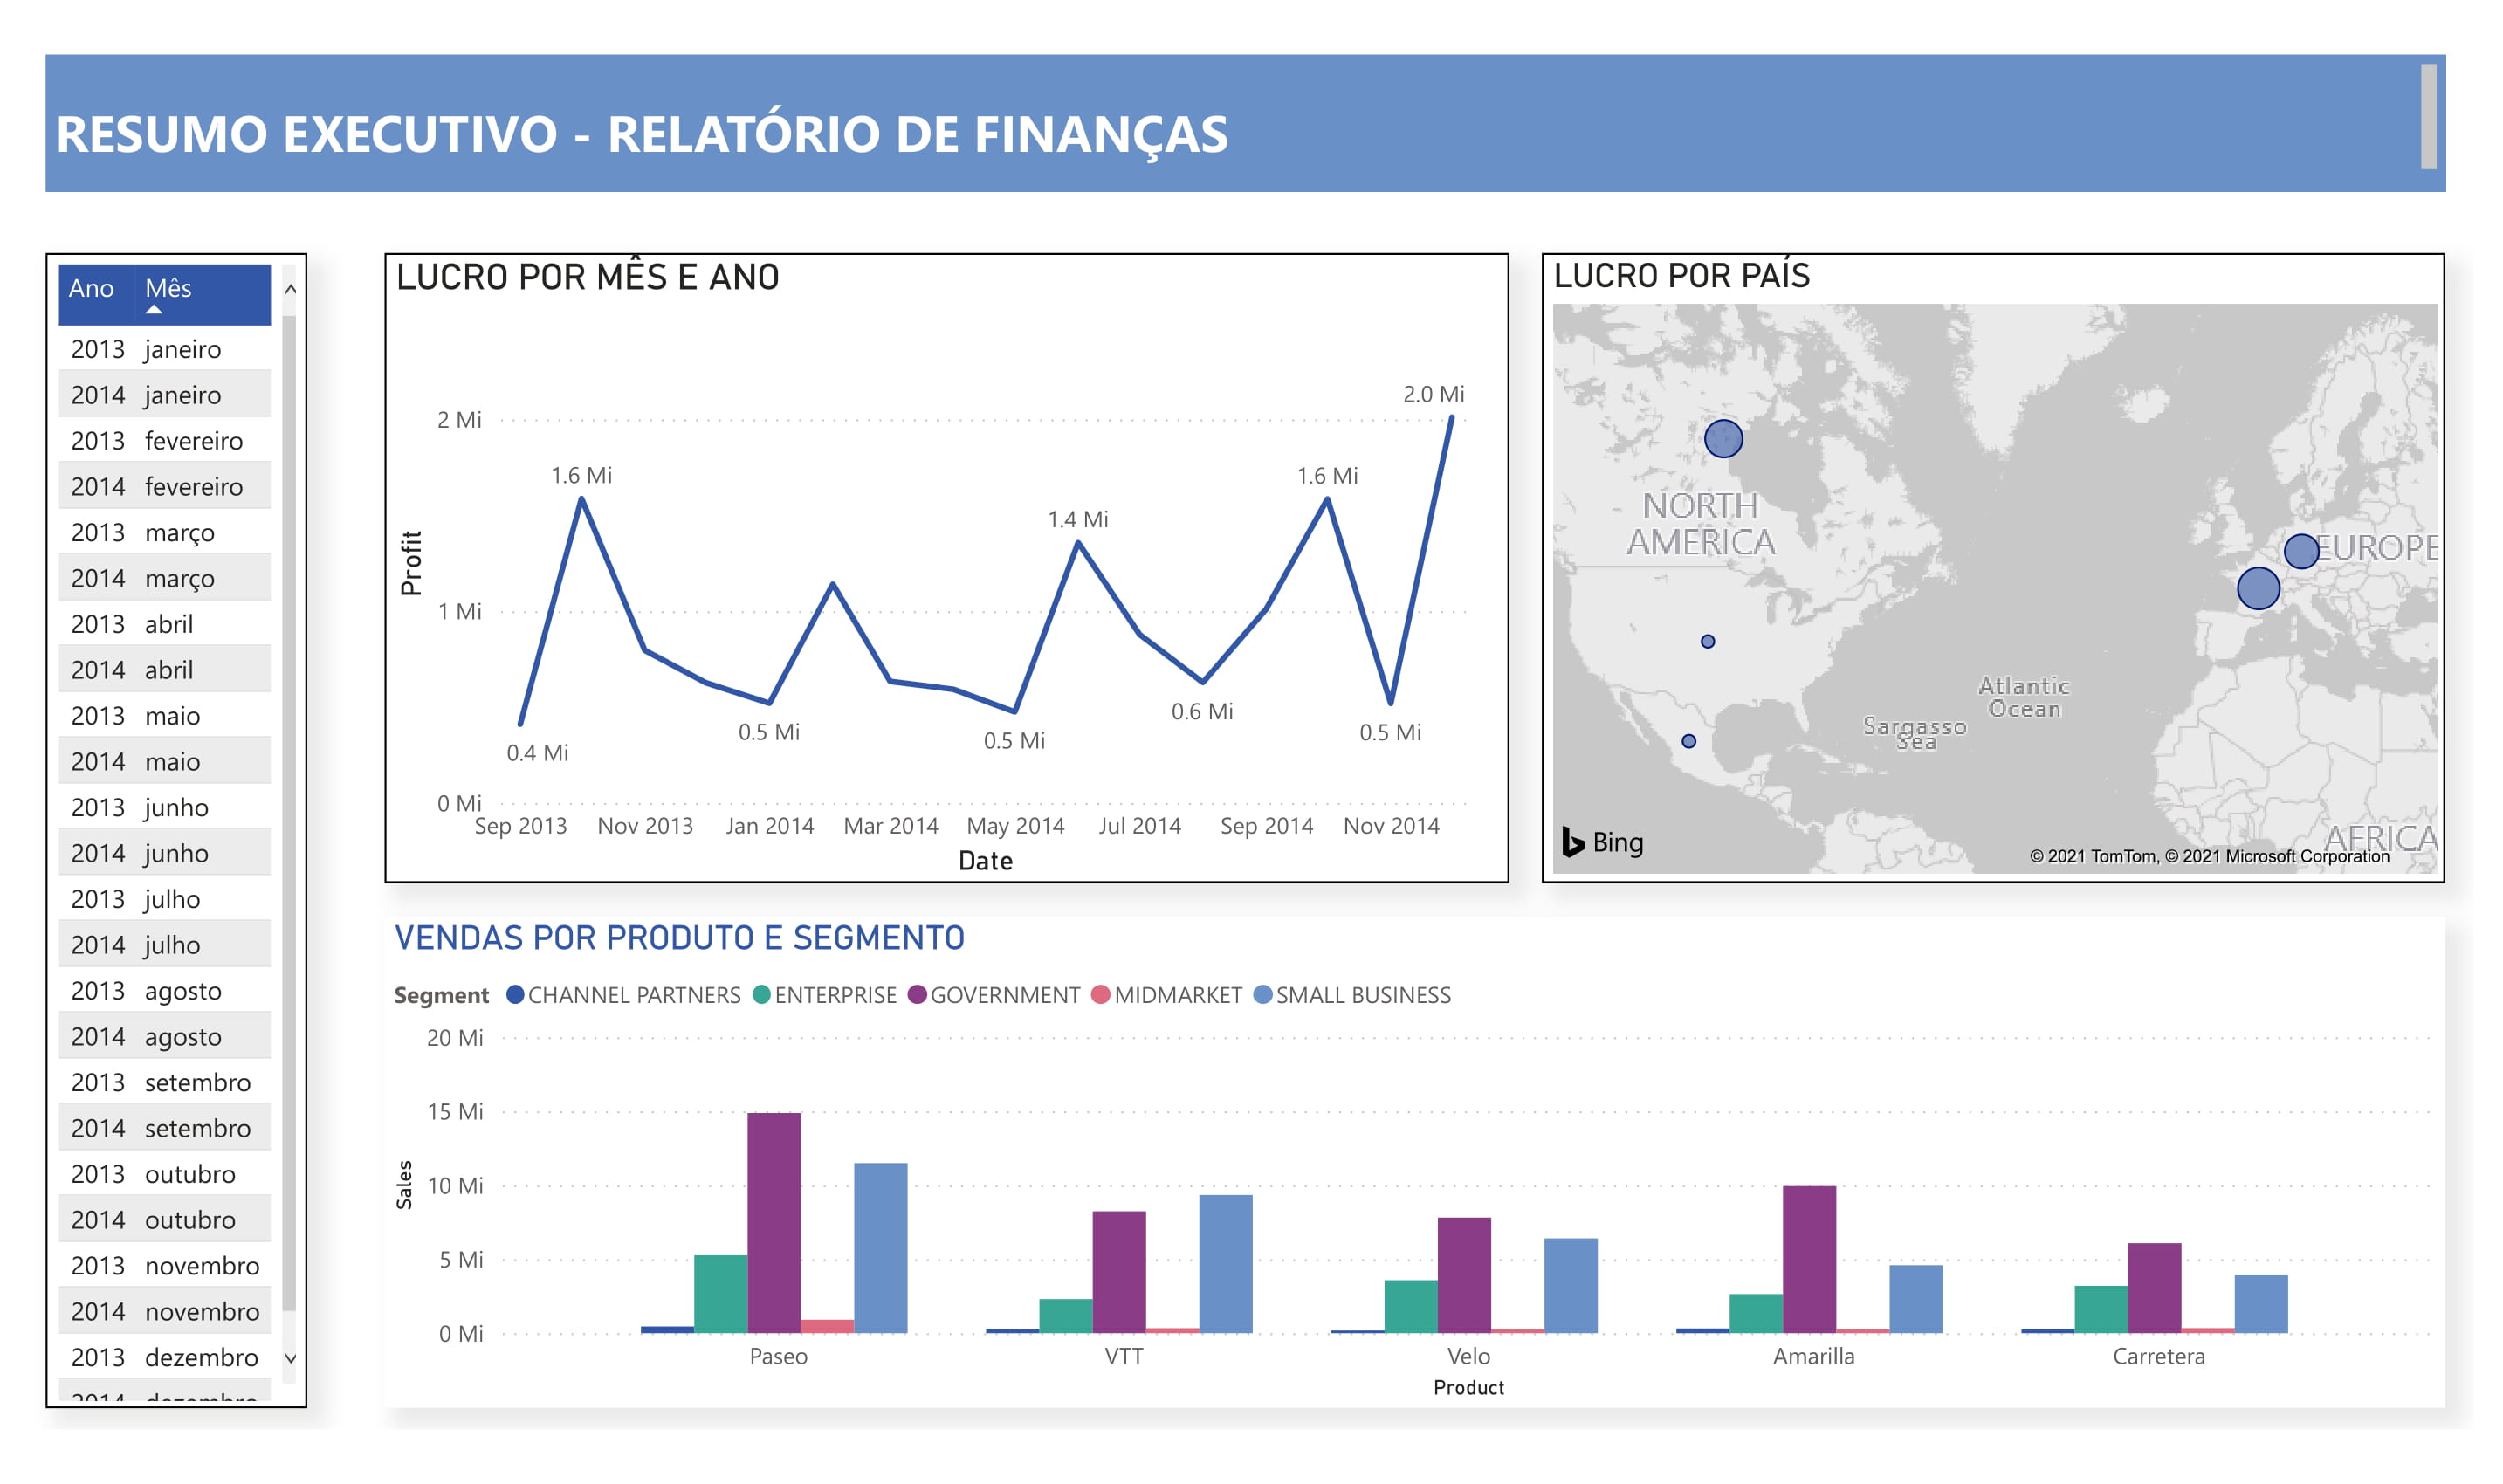 RESUMO EXECUTIVO - RELATÓRIO DE FINANÇAS
Ano Mês
2013 janeiro
2014 janeiro
2013 fevereiro
2014 fevereiro
2013 março
2014 março
2013 abril
2014 abril
2013 maio
2014 maio
2013 junho
2014 junho
2013 julho
2014 julho
2013 agosto
2014 agosto
2013 setembro
2014 setembro
2013 outubro
2014 outubro
2013 novembro
2014 novembro
2013 dezembro
2014 dezembro
LUCRO POR MÊS E ANO
2.0 Mi
2 Mi
1.6 Mi
1.6 Mi
1.4 Mi
Profit
1 Mi
0.6 Mi
0.5 Mi
0.5 Mi
0.5 Mi
0.4 Mi
0 Mi
Sep 2013 Nov 2013 Jan 2014 Mar 2014 May 2014 Jul 2014 Sep 2014 Nov 2014
Date
LUCRO POR PAÍS
NORTH
AMERICA
EUROPE
Atlantic
Ocean
Sargasso
Sea
AFRICA
Bing
© 2021 TomTom, © 2021 Microsoft Corporation
VENDAS POR PRODUTO E SEGMENTO
Segment CHANNEL PARTNERS ENTERPRISE GOVERNMENT MIDMARKET SMALL BUSINESS
20 Mi
15 Mi
10 Mi
5 Mi
0 Mi
Sales
Paseo VTT Velo Amarilla Carretera
Product